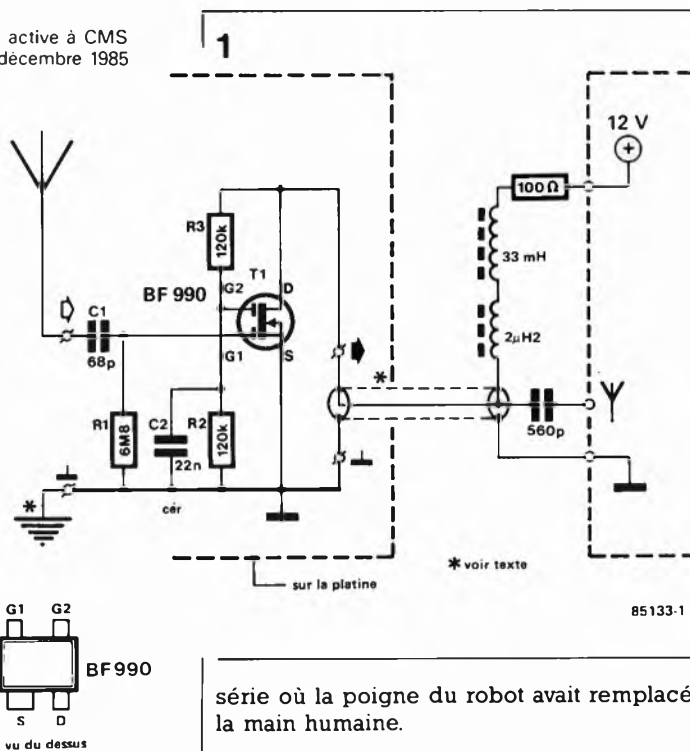 active à CMS
décembre 1985
1
12 V
+
100 Ω
33 mH
2µH2
R3
120k
T1
BF 990
G2
D
G1
S
C1
68p
R1
6M8
C2
22n
R2
120k
cér
*
*
560p
* voir texte
sur la platine
85133-1
G1 G2
BF990
S D
vu du dessus
série où la poigne du robot avait remplacé
la main humaine.